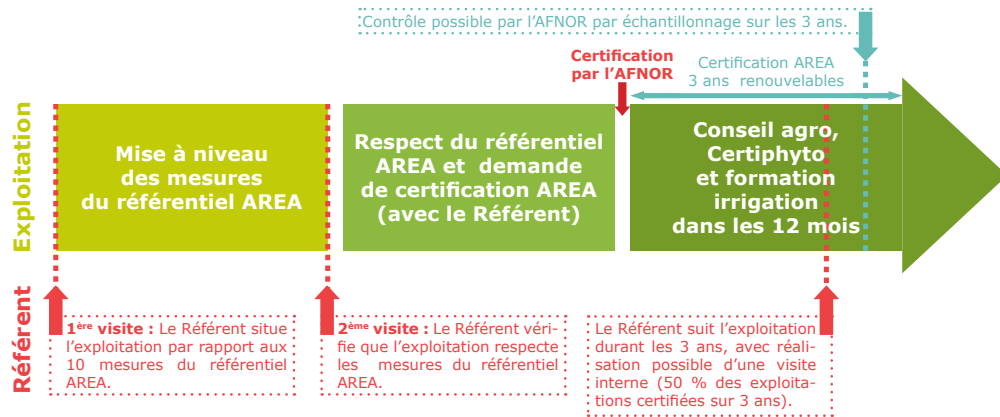 Contrôle possible par l'AFNOR par échantillonnage sur les 3 ans.
Certification
par l'AFNOR
Certification AREA
3 ans renouvelables
Exploitation
Mise à niveau
des mesures
du référentiel AREA
Respect du référentiel
AREA et demande
de certification AREA
(avec le Référent)
Conseil agro,
Certiphyto
et formation
irrigation
dans les 12 mois
Référent
1ère visite : Le Référent situe
l'exploitation par rapport aux
10 mesures du référentiel
AREA.
2ème visite : Le Référent véri-
fie que l'exploitation respecte
les mesures du référentiel
AREA.
Le Référent suit l'exploitation
durant les 3 ans, avec réali-
sation possible d'une visite
interne (50 % des exploita-
tions certifiées sur 3 ans).